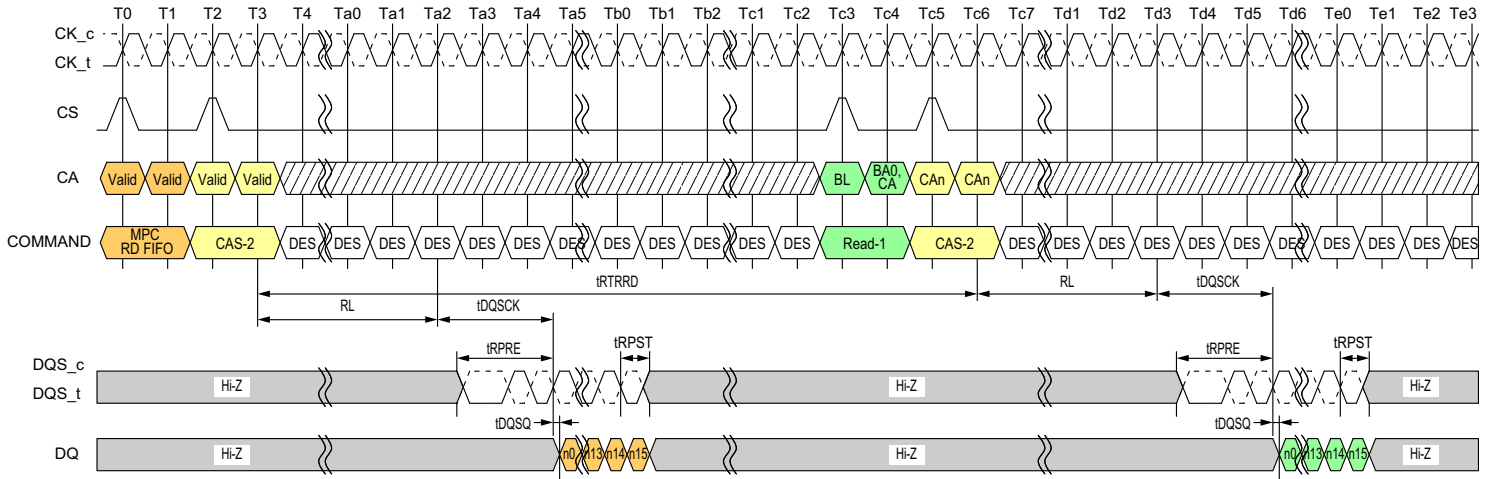 T0 T1 T2 T3 T4 Ta0 Ta1 Ta2 Ta3 Ta4 Ta5 Tb0 Tb1 Tb2 Tc1 Tc2 Tc3 Tc4 Tc5 Tc6 Tc7 Td1 Td2 Td3 Td4 Td5 Td6 Te0 Te1 Te2 Te3
CK_c
CK_t
CS
CA Valid Valid Valid Valid BL BA0, CA CAn CAn
COMMAND MPC RD FIFO CAS-2 DES DES DES DES DES DES DES DES DES DES DES DES Read-1 CAS-2 DES DES DES DES DES DES DES DES DES DES DES
tRTRRD
RL tDQSCK RL tDQSCK
tRPRE tRPST tRPRE tRPST
DQS_c
DQS_t Hi-Z Hi-Z Hi-Z
tDQSQ tDQSQ
DQ Hi-Z n0 n13 n14 n15 Hi-Z n0 n13 n14 n15 Hi-Z